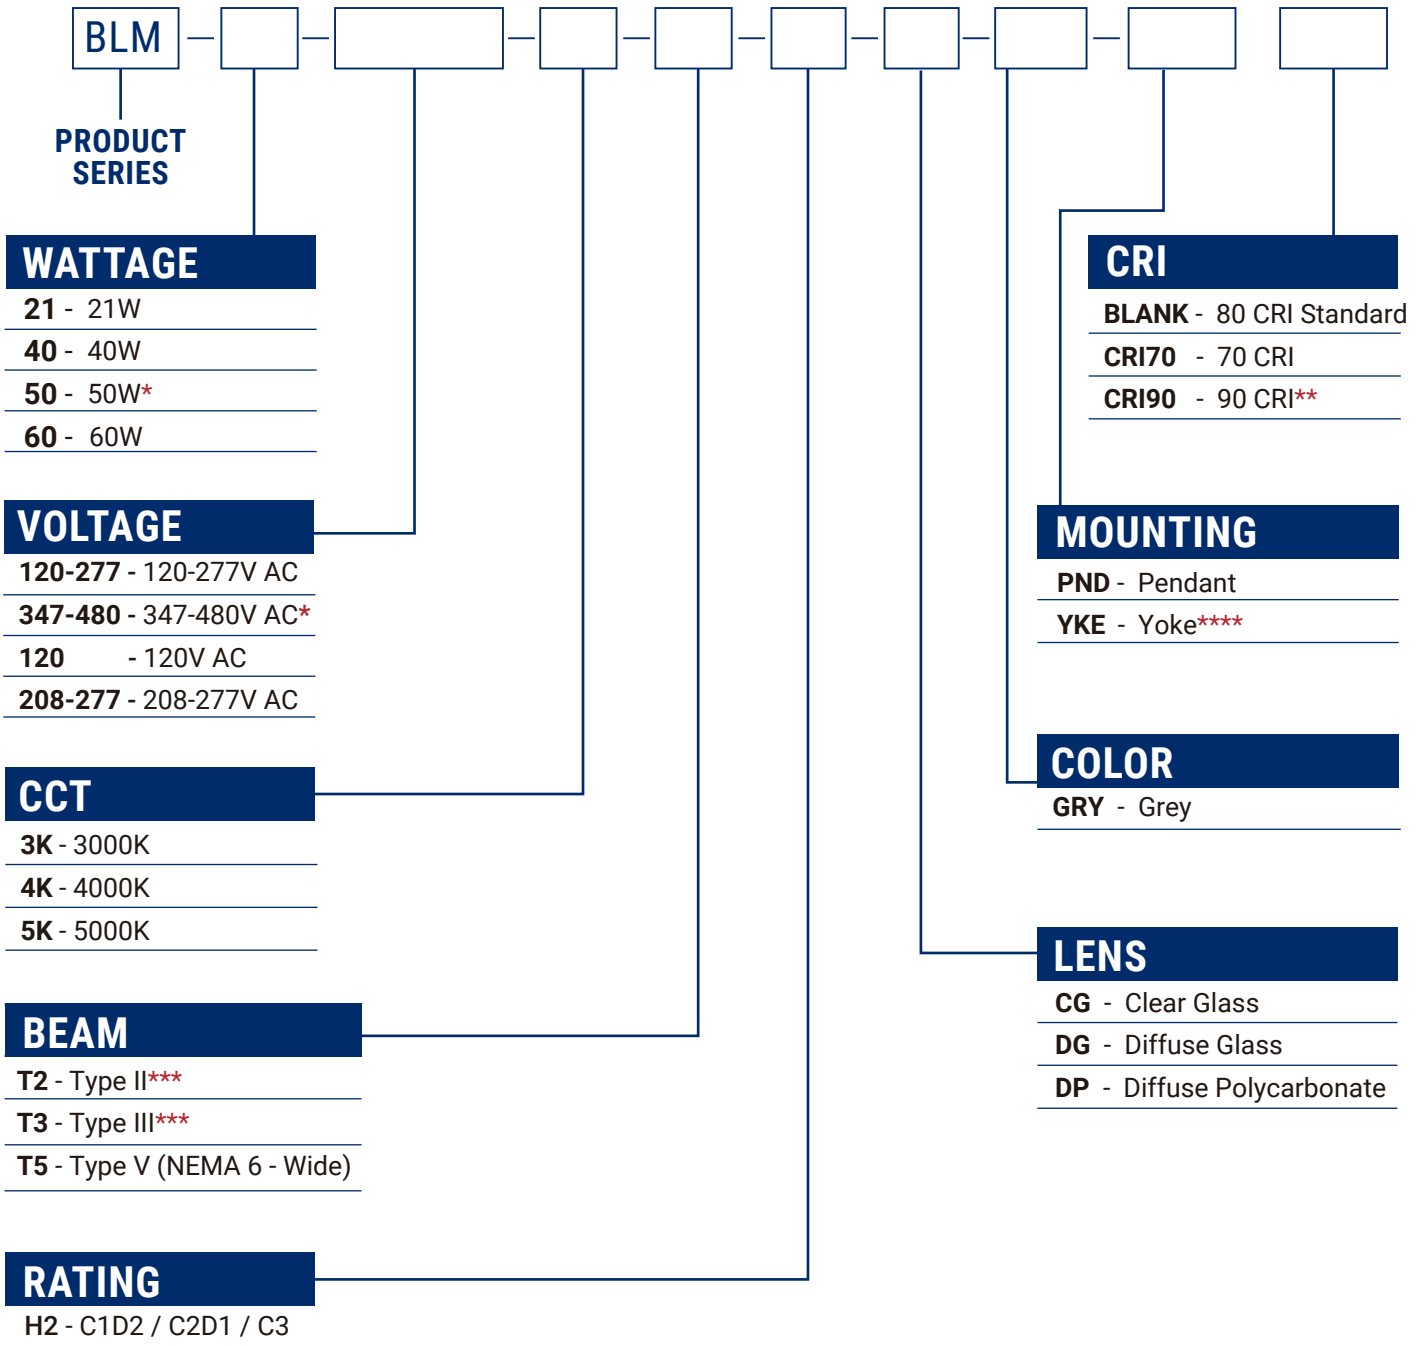 BLM
PRODUCT
SERIES
WATTAGE
21 - 21W
40 - 40W
50 - 50W*
60 - 60W
VOLTAGE
120-277 - 120-277V AC
347-480 - 347-480V AC*
120 - 120V AC
208-277 - 208-277V AC
CCT
3K - 3000K
4K - 4000K
5K - 5000K
BEAM
T2 - Type II***
T3 - Type III***
T5 - Type V (NEMA 6 - Wide)
RATING
H2 - C1D2 / C2D1 / C3
CRI
BLANK - 80 CRI Standard
CRI70 - 70 CRI
CRI90 - 90 CRI**
MOUNTING
PND - Pendant
YKE - Yoke****
COLOR
GRY - Grey
LENS
CG - Clear Glass
DG - Diffuse Glass
DP - Diffuse Polycarbonate